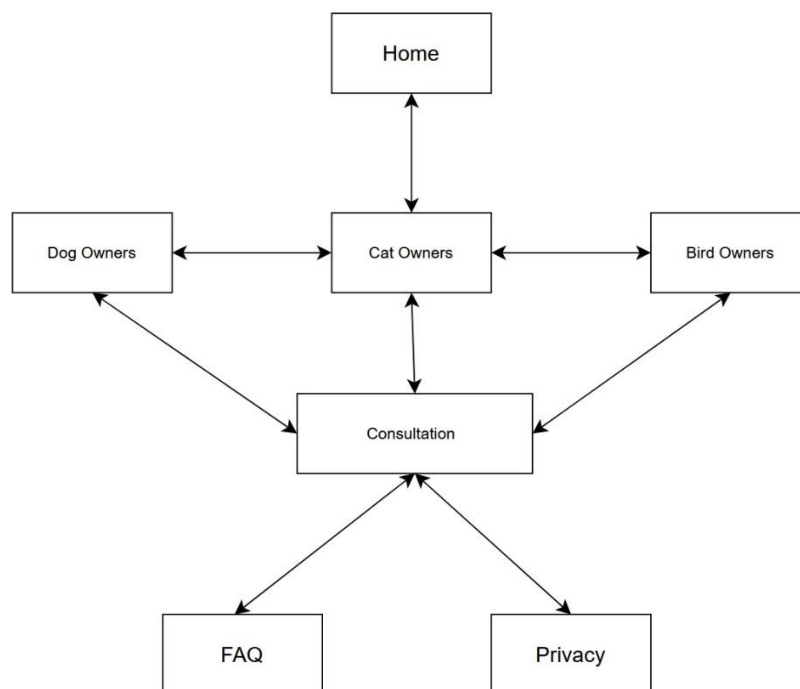 Home
Dog Owners
Cat Owners
Bird Owners
Consultation
FAQ
Privacy